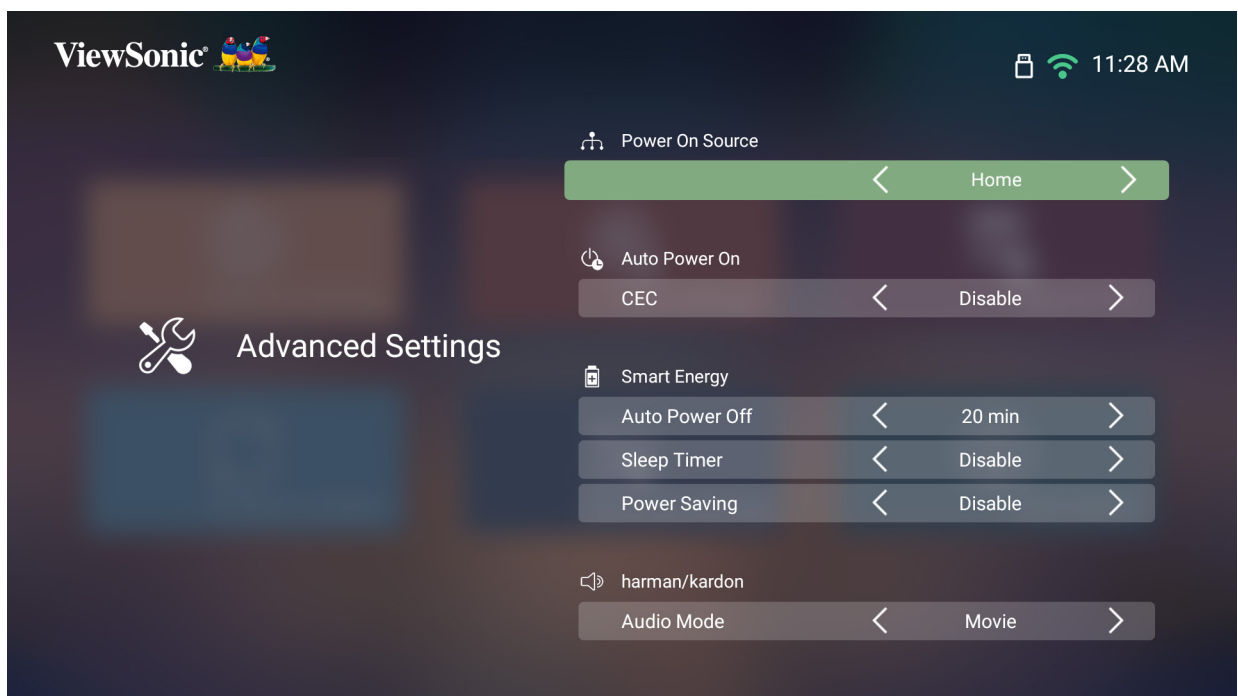 ViewSonic®
11:28 AM
Power On Source
Home
Auto Power On
CEC Disable
Advanced Settings
Smart Energy
Auto Power Off 20 min
Sleep Timer Disable
Power Saving Disable
harman/kardon
Audio Mode Movie